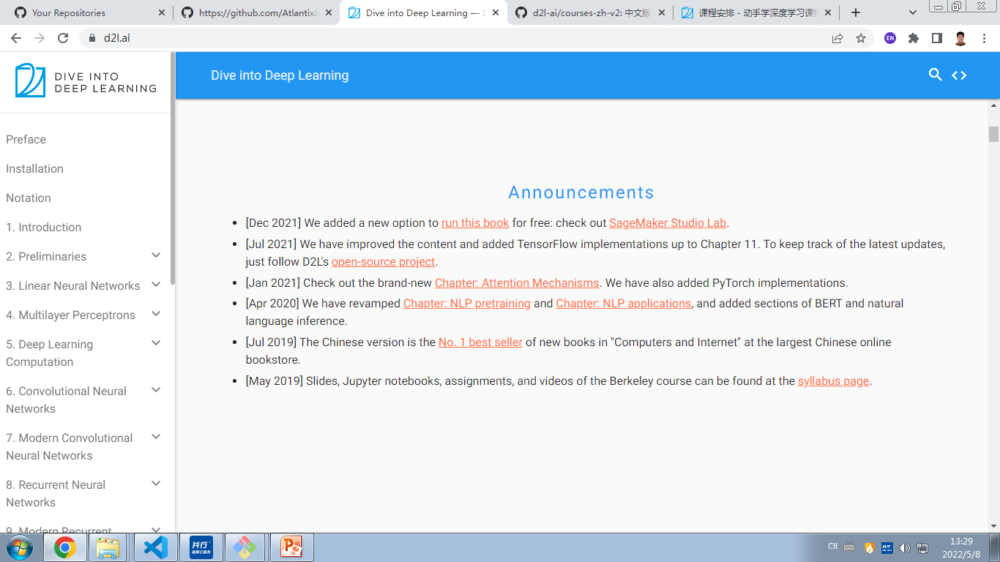 Your Repositories
https://github.com/AtlantixJ
Dive into Deep Learning — D
d2l-ai/courses-zh-v2: 中文版
课程安排 - 动手学深度学习课程
d2l.ai
EN
DIVE INTO
DEEP LEARNING
Dive into Deep Learning
Preface
Installation
Notation
1. Introduction
2. Preliminaries
3. Linear Neural Networks
4. Multilayer Perceptrons
5. Deep Learning
Computation
6. Convolutional Neural
Networks
7. Modern Convolutional
Neural Networks
8. Recurrent Neural
Networks
9. Modern Recurrent
Announcements
[Dec 2021] We added a new option to run this book for free: check out SageMaker Studio Lab.
[Jul 2021] We have improved the content and added TensorFlow implementations up to Chapter 11. To keep track of the latest updates,
just follow D2L's open-source project.
[Jan 2021] Check out the brand-new Chapter: Attention Mechanisms. We have also added PyTorch implementations.
[Apr 2020] We have revamped Chapter: NLP pretraining and Chapter: NLP applications, and added sections of BERT and natural
language inference.
[Jul 2019] The Chinese version is the No. 1 best seller of new books in "Computers and Internet" at the largest Chinese online
bookstore.
[May 2019] Slides, Jupyter notebooks, assignments, and videos of the Berkeley course can be found at the syllabus page.
并行
超算云服务
CH
13:29
2022/5/8